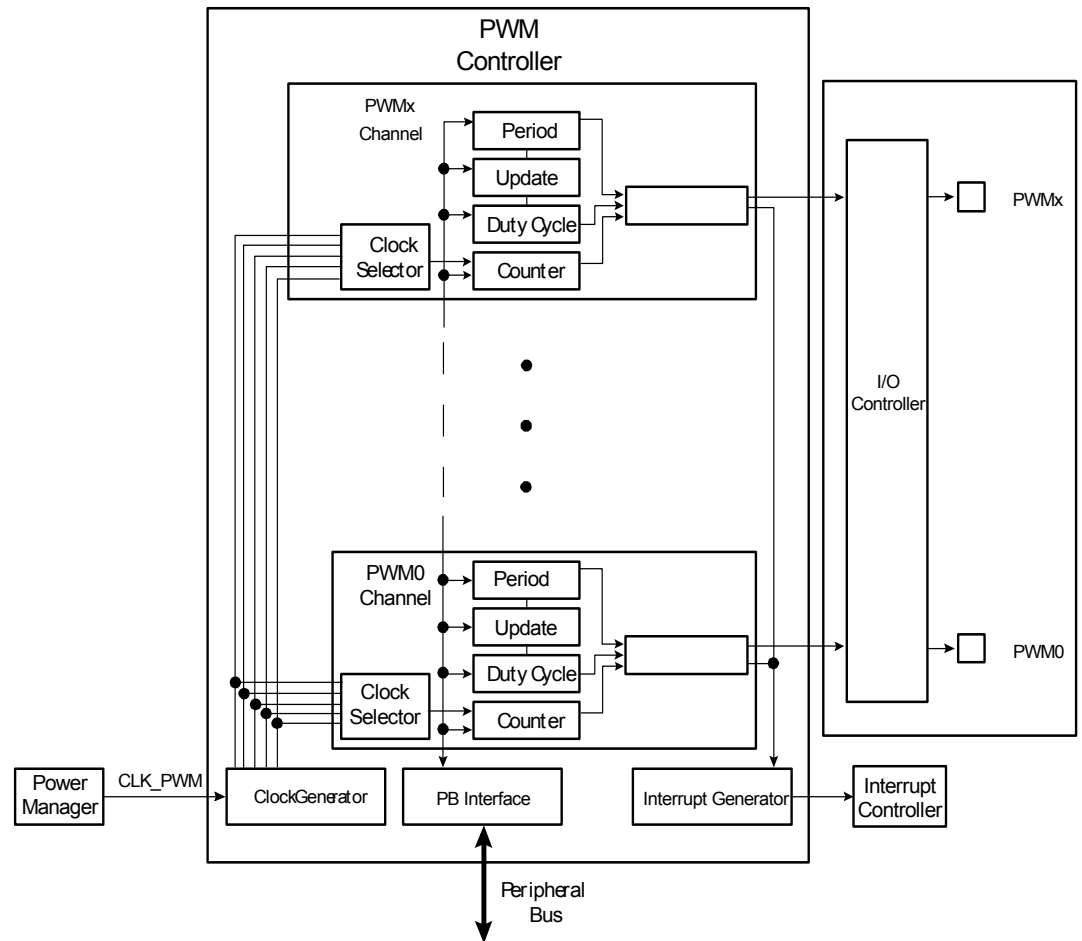 PWM
Controller
PWMx
Channel
Period
Update
Duty Cycle
Counter
Clock
Selector
PWMx
I/O
Controller
PWM0
Channel
Period
Update
Duty Cycle
Counter
Clock
Selector
PWM0
Power
Manager
CLK_PWM
ClockGenerator
PB Interface
Interrupt Generator
Interrupt
Controller
Peripheral
Bus